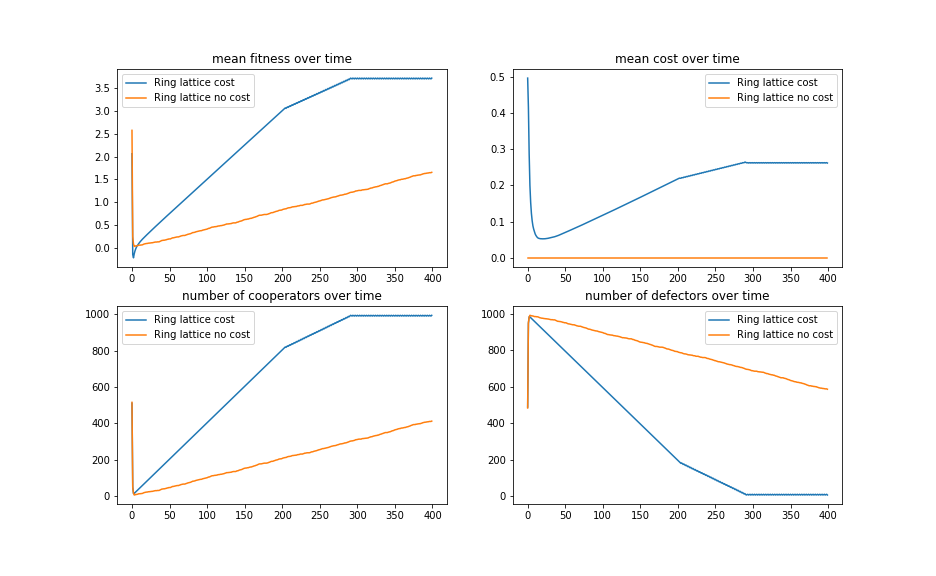 mean fitness over time
Ring lattice cost
Ring lattice no cost
3.5
3.0
2.5
2.0
1.5
1.0
0.5
0.0
0 50 100 150 200 250 300 350 400
mean cost over time
Ring lattice cost
Ring lattice no cost
0.5
0.4
0.3
0.2
0.1
0.0
0 50 100 150 200 250 300 350 400
number of cooperators over time
Ring lattice cost
Ring lattice no cost
1000
800
600
400
200
0
0 50 100 150 200 250 300 350 400
number of defectors over time
Ring lattice cost
Ring lattice no cost
1000
800
600
400
200
0
0 50 100 150 200 250 300 350 400